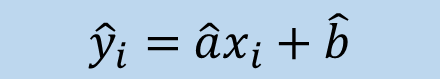 ŷᵢ = âxᵢ + b̂